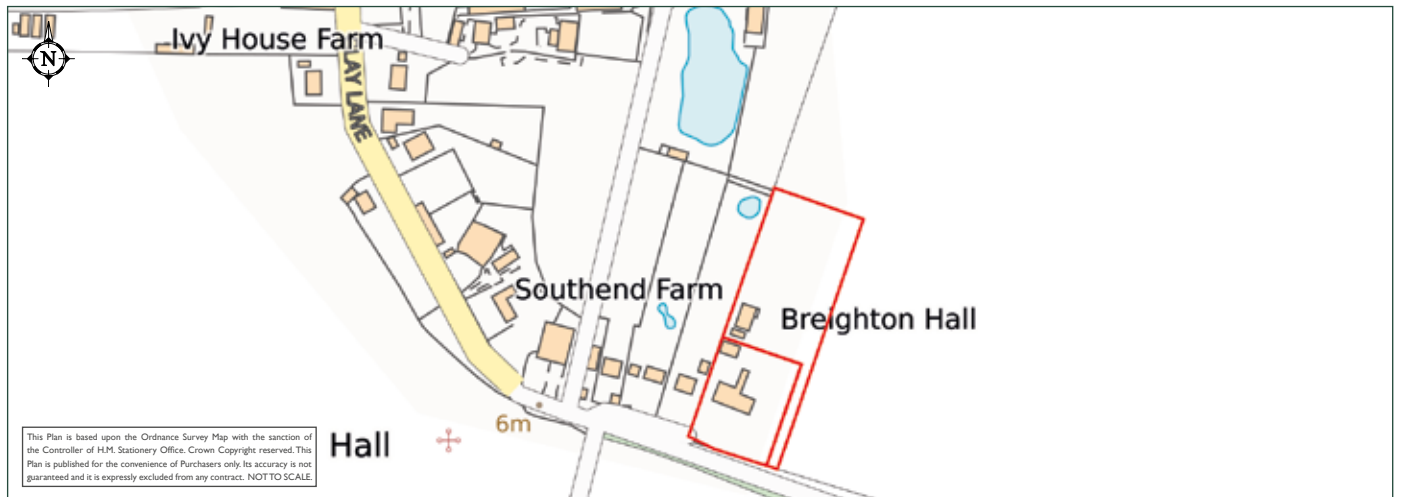 Ivy House Farm
N
LAY LANE
Southend Farm
Breighton Hall
6m
Hall
This Plan is based upon the Ordnance Survey Map with the sanction of
the Controller of H.M. Stationery Office. Crown Copyright reserved. This
Plan is published for the convenience of Purchasers only. Its accuracy is not
guaranteed and it is expressly excluded from any contract. NOT TO SCALE.